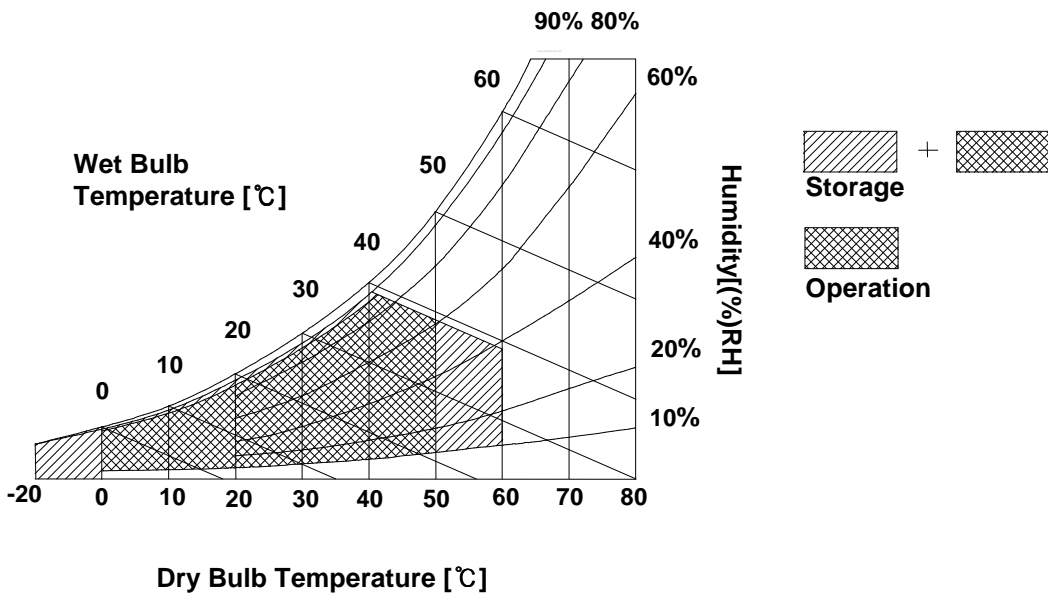 90% 80%
60
60%
Wet Bulb
Temperature [℃]
50
40
30
20
10
0
Humidity[(%)RH]
40%
20%
10%
-20 0 10 20 30 40 50 60 70 80
Dry Bulb Temperature [℃]
+
Storage
Operation